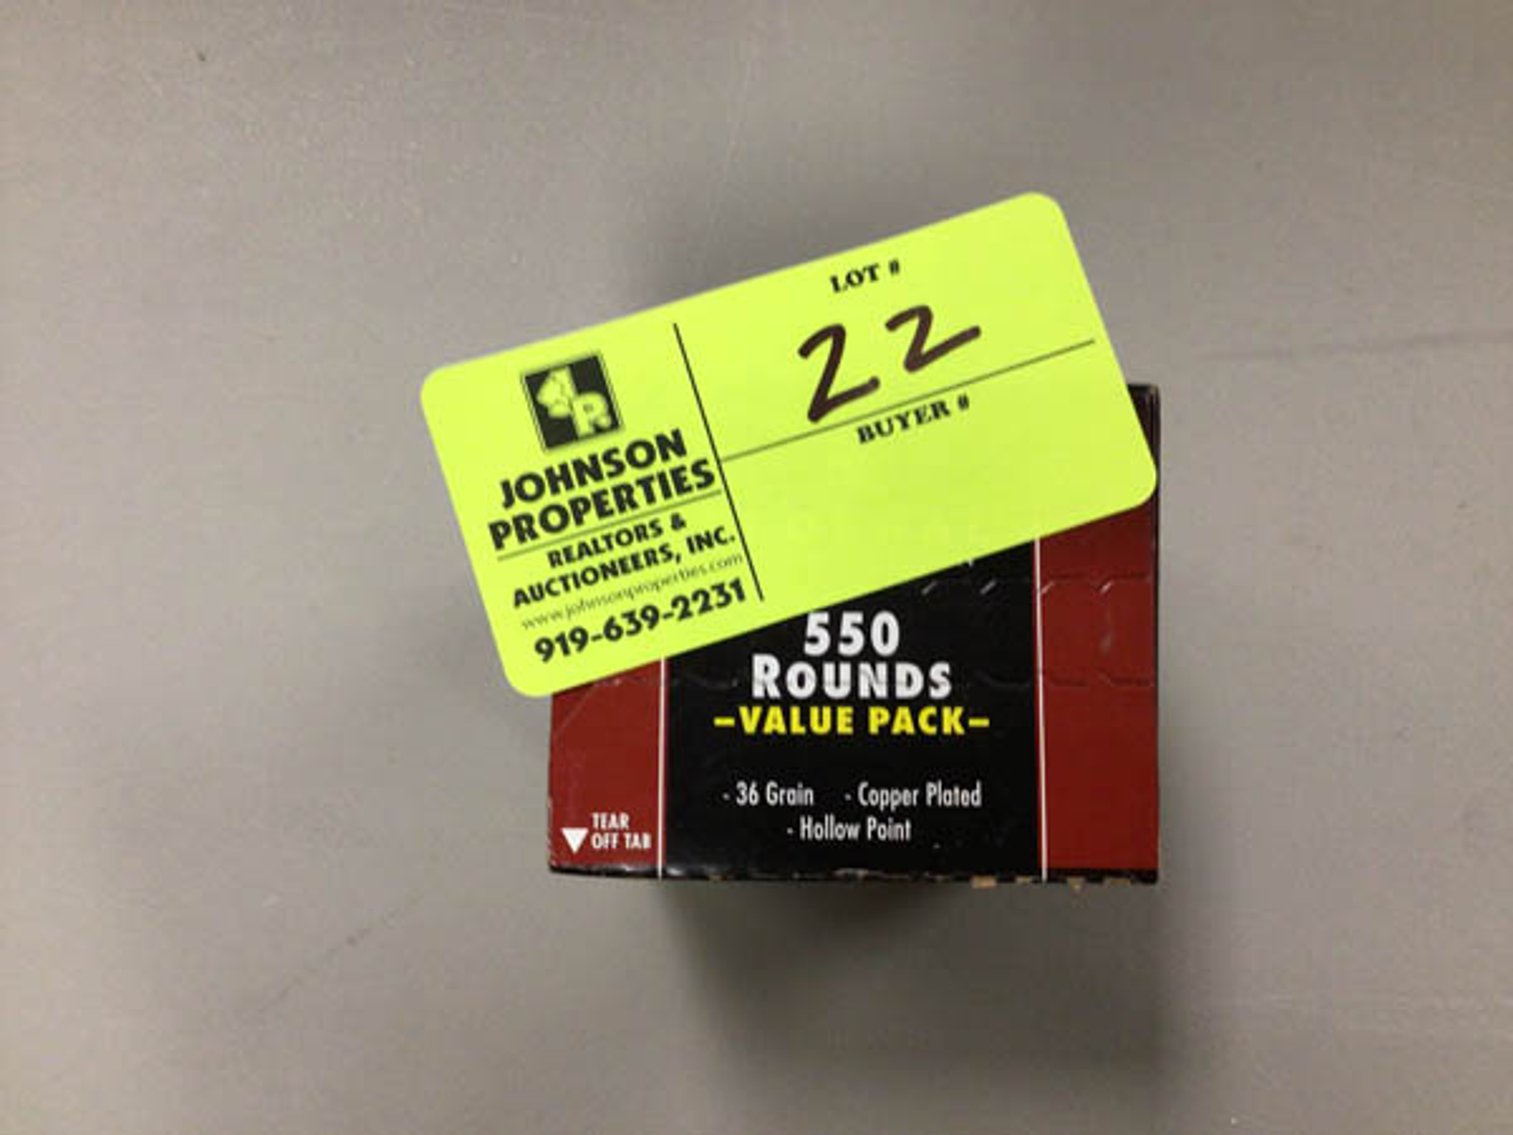 LOT #
22
BUYER #
JR
JOHNSON
PROPERTIES
REALTORS &
AUCTIONEERS, INC.
www.johnsonproperties.com
919-639-2231
550
ROUNDS
-VALUE PACK-
- 36 Grain - Copper Plated
- Hollow Point
TEAR
OFF TAB